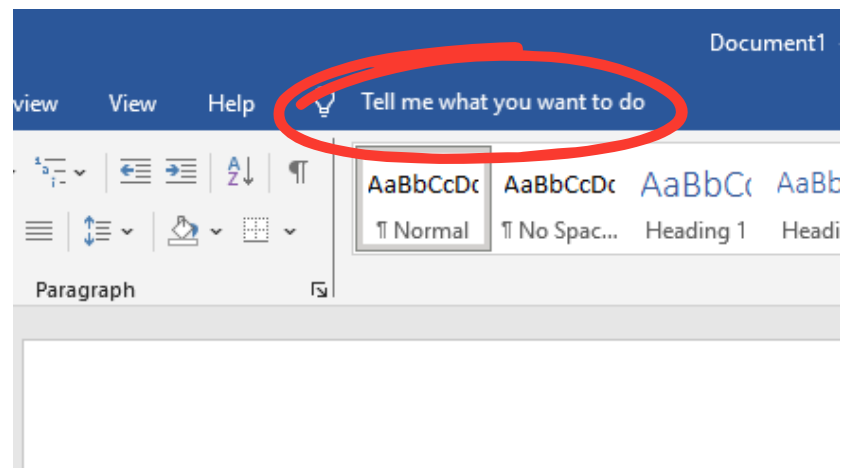 Document1
view View Help Tell me what you want to do
AaBbCcDc AaBbCcDc AaBbC AaBb
¶ Normal ¶ No Spac... Heading 1 Headi
Paragraph